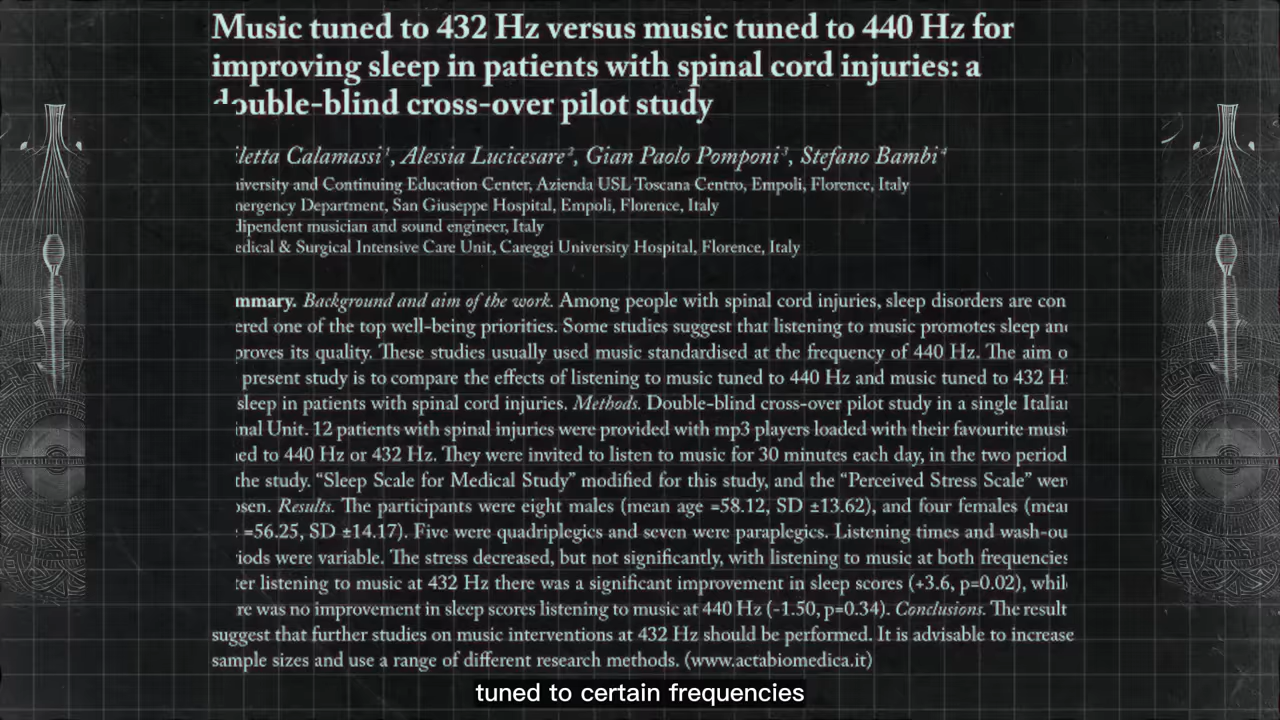 Music tuned to 432 Hz versus music tuned to 440 Hz for
improving sleep in patients with spinal cord injuries: a
double-blind cross-over pilot study
letta Calamassi¹, Alessia Lucicesare², Gian Paolo Pomponi³, Stefano Bambi⁴
iversity and Continuing Education Center, Azienda USL Toscana Centro, Empoli, Florence, Italy
nergency Department, San Giuseppe Hospital, Empoli, Florence, Italy
dipendent musician and sound engineer, Italy
edical & Surgical Intensive Care Unit, Careggi University Hospital, Florence, Italy
mmary. Background and aim of the work. Among people with spinal cord injuries, sleep disorders are con
ered one of the top well-being priorities. Some studies suggest that listening to music promotes sleep and
proves its quality. These studies usually used music standardised at the frequency of 440 Hz. The aim o
present study is to compare the effects of listening to music tuned to 440 Hz and music tuned to 432 Hz
sleep in patients with spinal cord injuries. Methods. Double-blind cross-over pilot study in a single Italian
inal Unit. 12 patients with spinal injuries were provided with mp3 players loaded with their favourite musi
ned to 440 Hz or 432 Hz. They were invited to listen to music for 30 minutes each day, in the two period
the study. “Sleep Scale for Medical Study” modified for this study, and the “Perceived Stress Scale” were
osen. Results. The participants were eight males (mean age =58.12, SD ±13.62), and four females (mean
=56.25, SD ±14.17). Five were quadriplegics and seven were paraplegics. Listening times and wash-ou
iods were variable. The stress decreased, but not significantly, with listening to music at both frequencies
ter listening to music at 432 Hz there was a significant improvement in sleep scores (+3.6, p=0.02), while
re was no improvement in sleep scores listening to music at 440 Hz (-1.50, p=0.34). Conclusions. The result
suggest that further studies on music interventions at 432 Hz should be performed. It is advisable to increase
sample sizes and use a range of different research methods. (www.actabiomedica.it)
tuned to certain frequencies